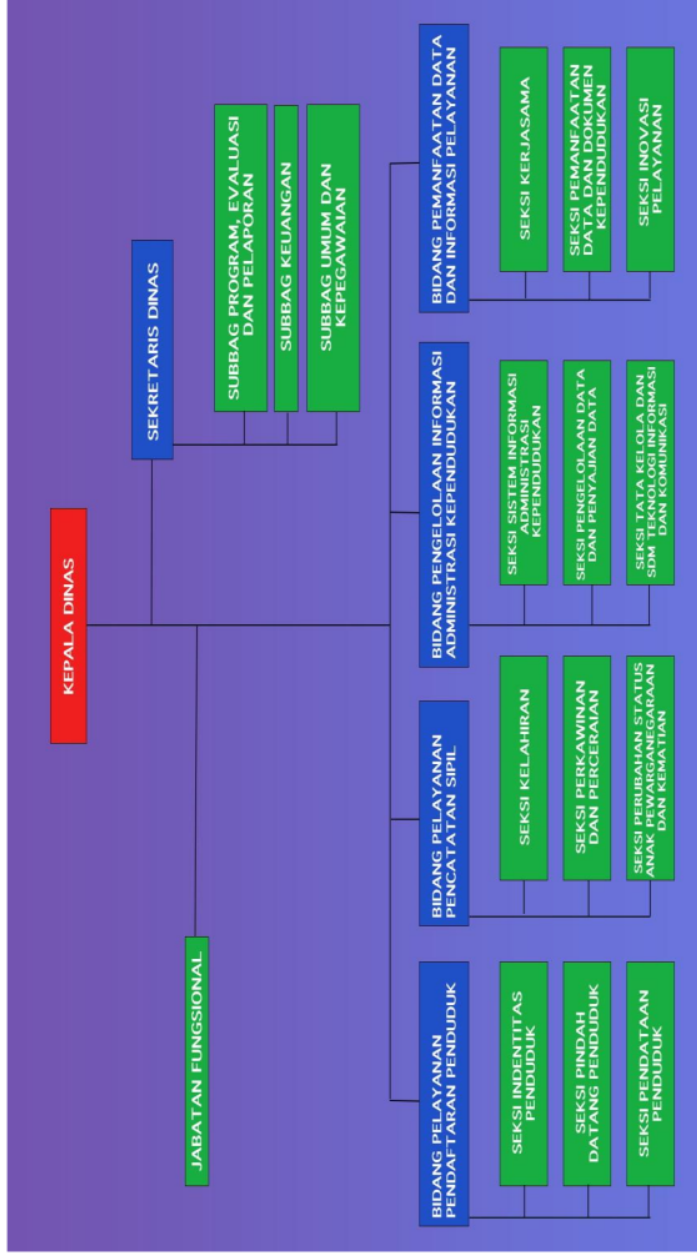 KEPALA DINAS
SEKRETARIS DINAS
JABATAN FUNGSIONAL
SUBBAG PROGRAM, EVALUASI
DAN PELAPORAN
SUBBAG KEUANGAN
SUBBAG UMUM DAN
KEPEGAWAIAN
BIDANG PELAYANAN
PENDAFTARAN PENDUDUK
SEKSI INDENTITAS
PENDUDUK
SEKSI PINDAH
DATANG PENDUDUK
SEKSI PENDATAAN
PENDUDUK
BIDANG PELAYANAN
PENCATATAN SIPIL
SEKSI KELAHIRAN
SEKSI PERKAWINAN
DAN PERCERAIAN
SEKSI PERUBAHAN STATUS
ANAK PEWARGANEGARAAN
DAN KEMATIAN
BIDANG PENGELOLAAN INFORMASI
ADMINISTRASI KEPENDUDUKAN
SEKSI SISTEM INFORMASI
ADMINISTRASI
KEPENDUDUKAN
SEKSI PENGELOLAAN DATA
DAN PENYAJIAN DATA
SEKSI TATA KELOLA DAN
SDM TEKNOLOGI INFORMASI
DAN KOMUNIKASI
BIDANG PEMANFAATAN DATA
DAN INFORMASI PELAYANAN
SEKSI KERJASAMA
SEKSI PEMANFAATAN
DATA DAN DOKUMEN
KEPENDUDUKAN
SEKSI INOVASI
PELAYANAN